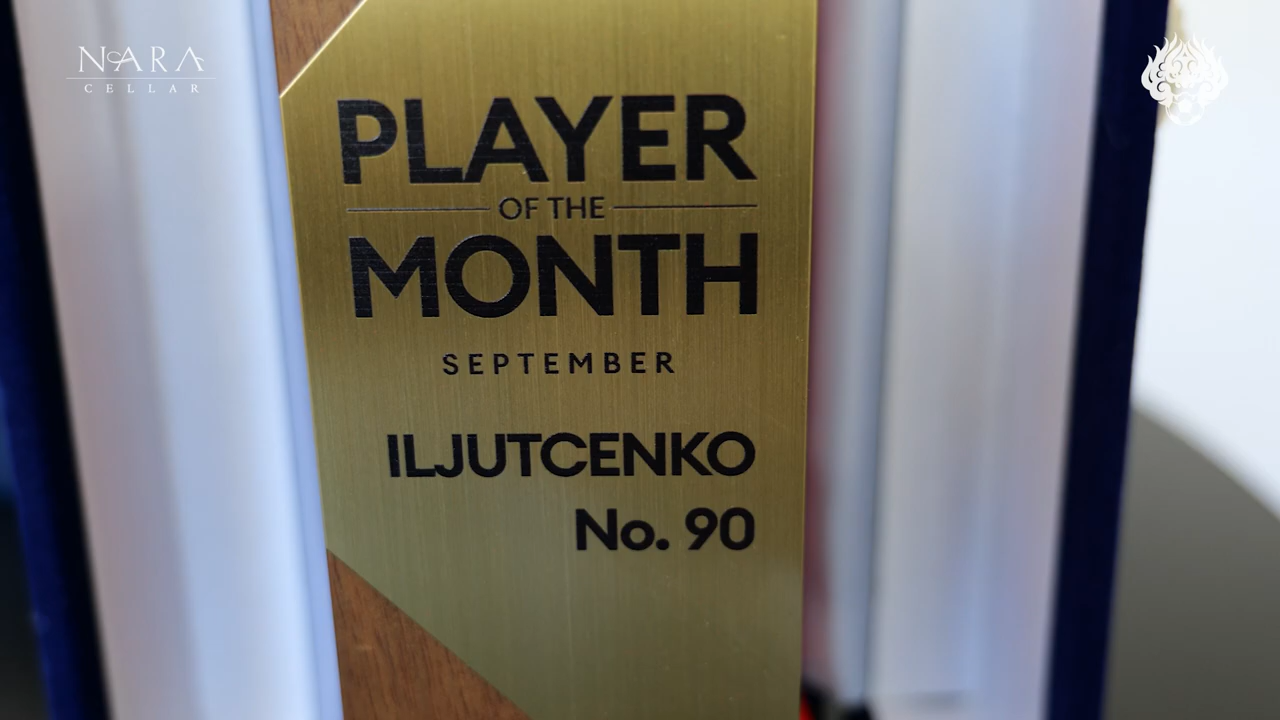 NARA
CELLAR
PLAYER
OF THE
MONTH
SEPTEMBER
ILJUTCENKO
No. 90